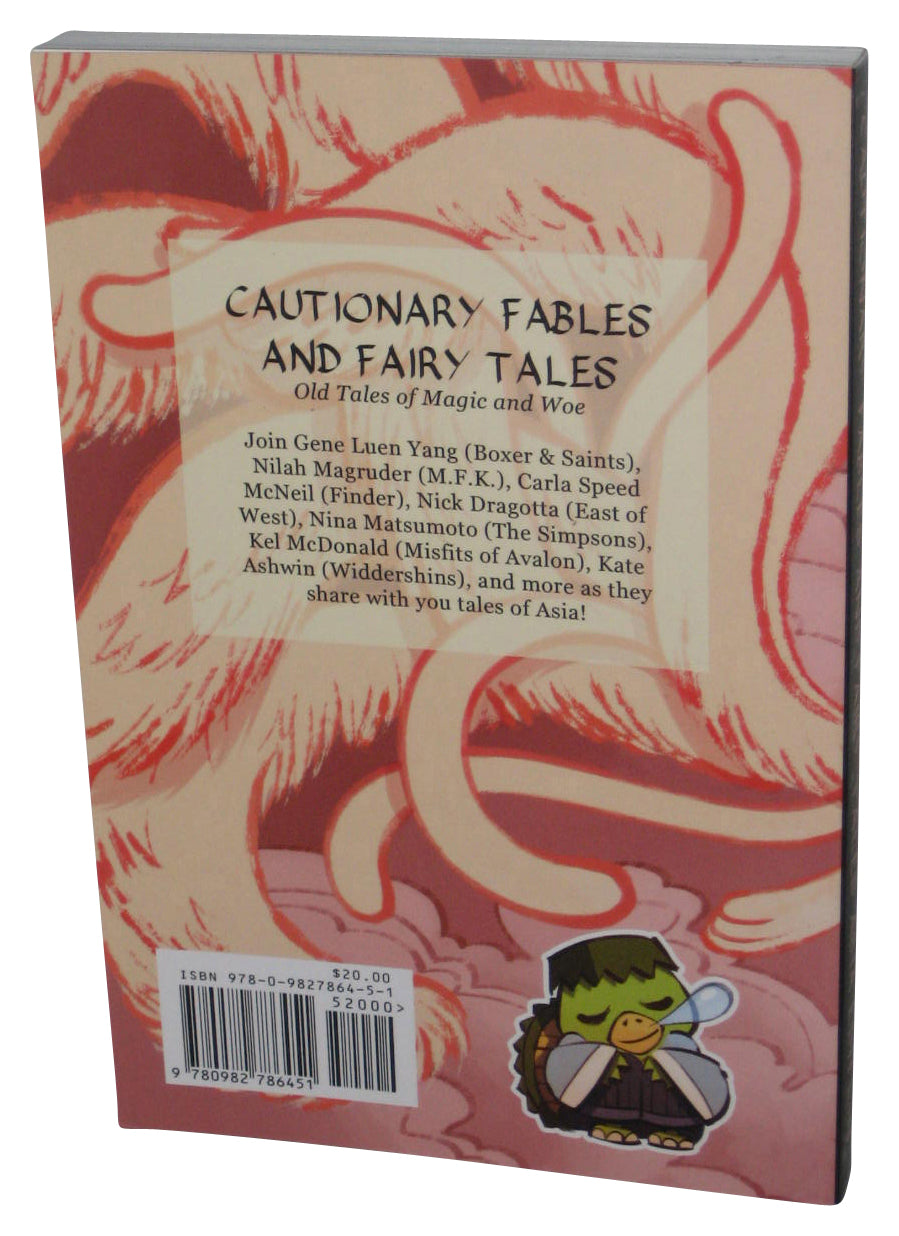 CAUTIONARY FABLES
AND FAIRY TALES
Old Tales of Magic and Woe
Join Gene Luen Yang (Boxer & Saints),
Nilah Magruder (M.F.K.), Carla Speed
McNeil (Finder), Nick Dragotta (East of
West), Nina Matsumoto (The Simpsons),
Kel McDonald (Misfits of Avalon), Kate
Ashwin (Widdershins), and more as they
share with you tales of Asia!
$20.00
ISBN 978-0-9827864-5-1
52000>
9 780982 786451